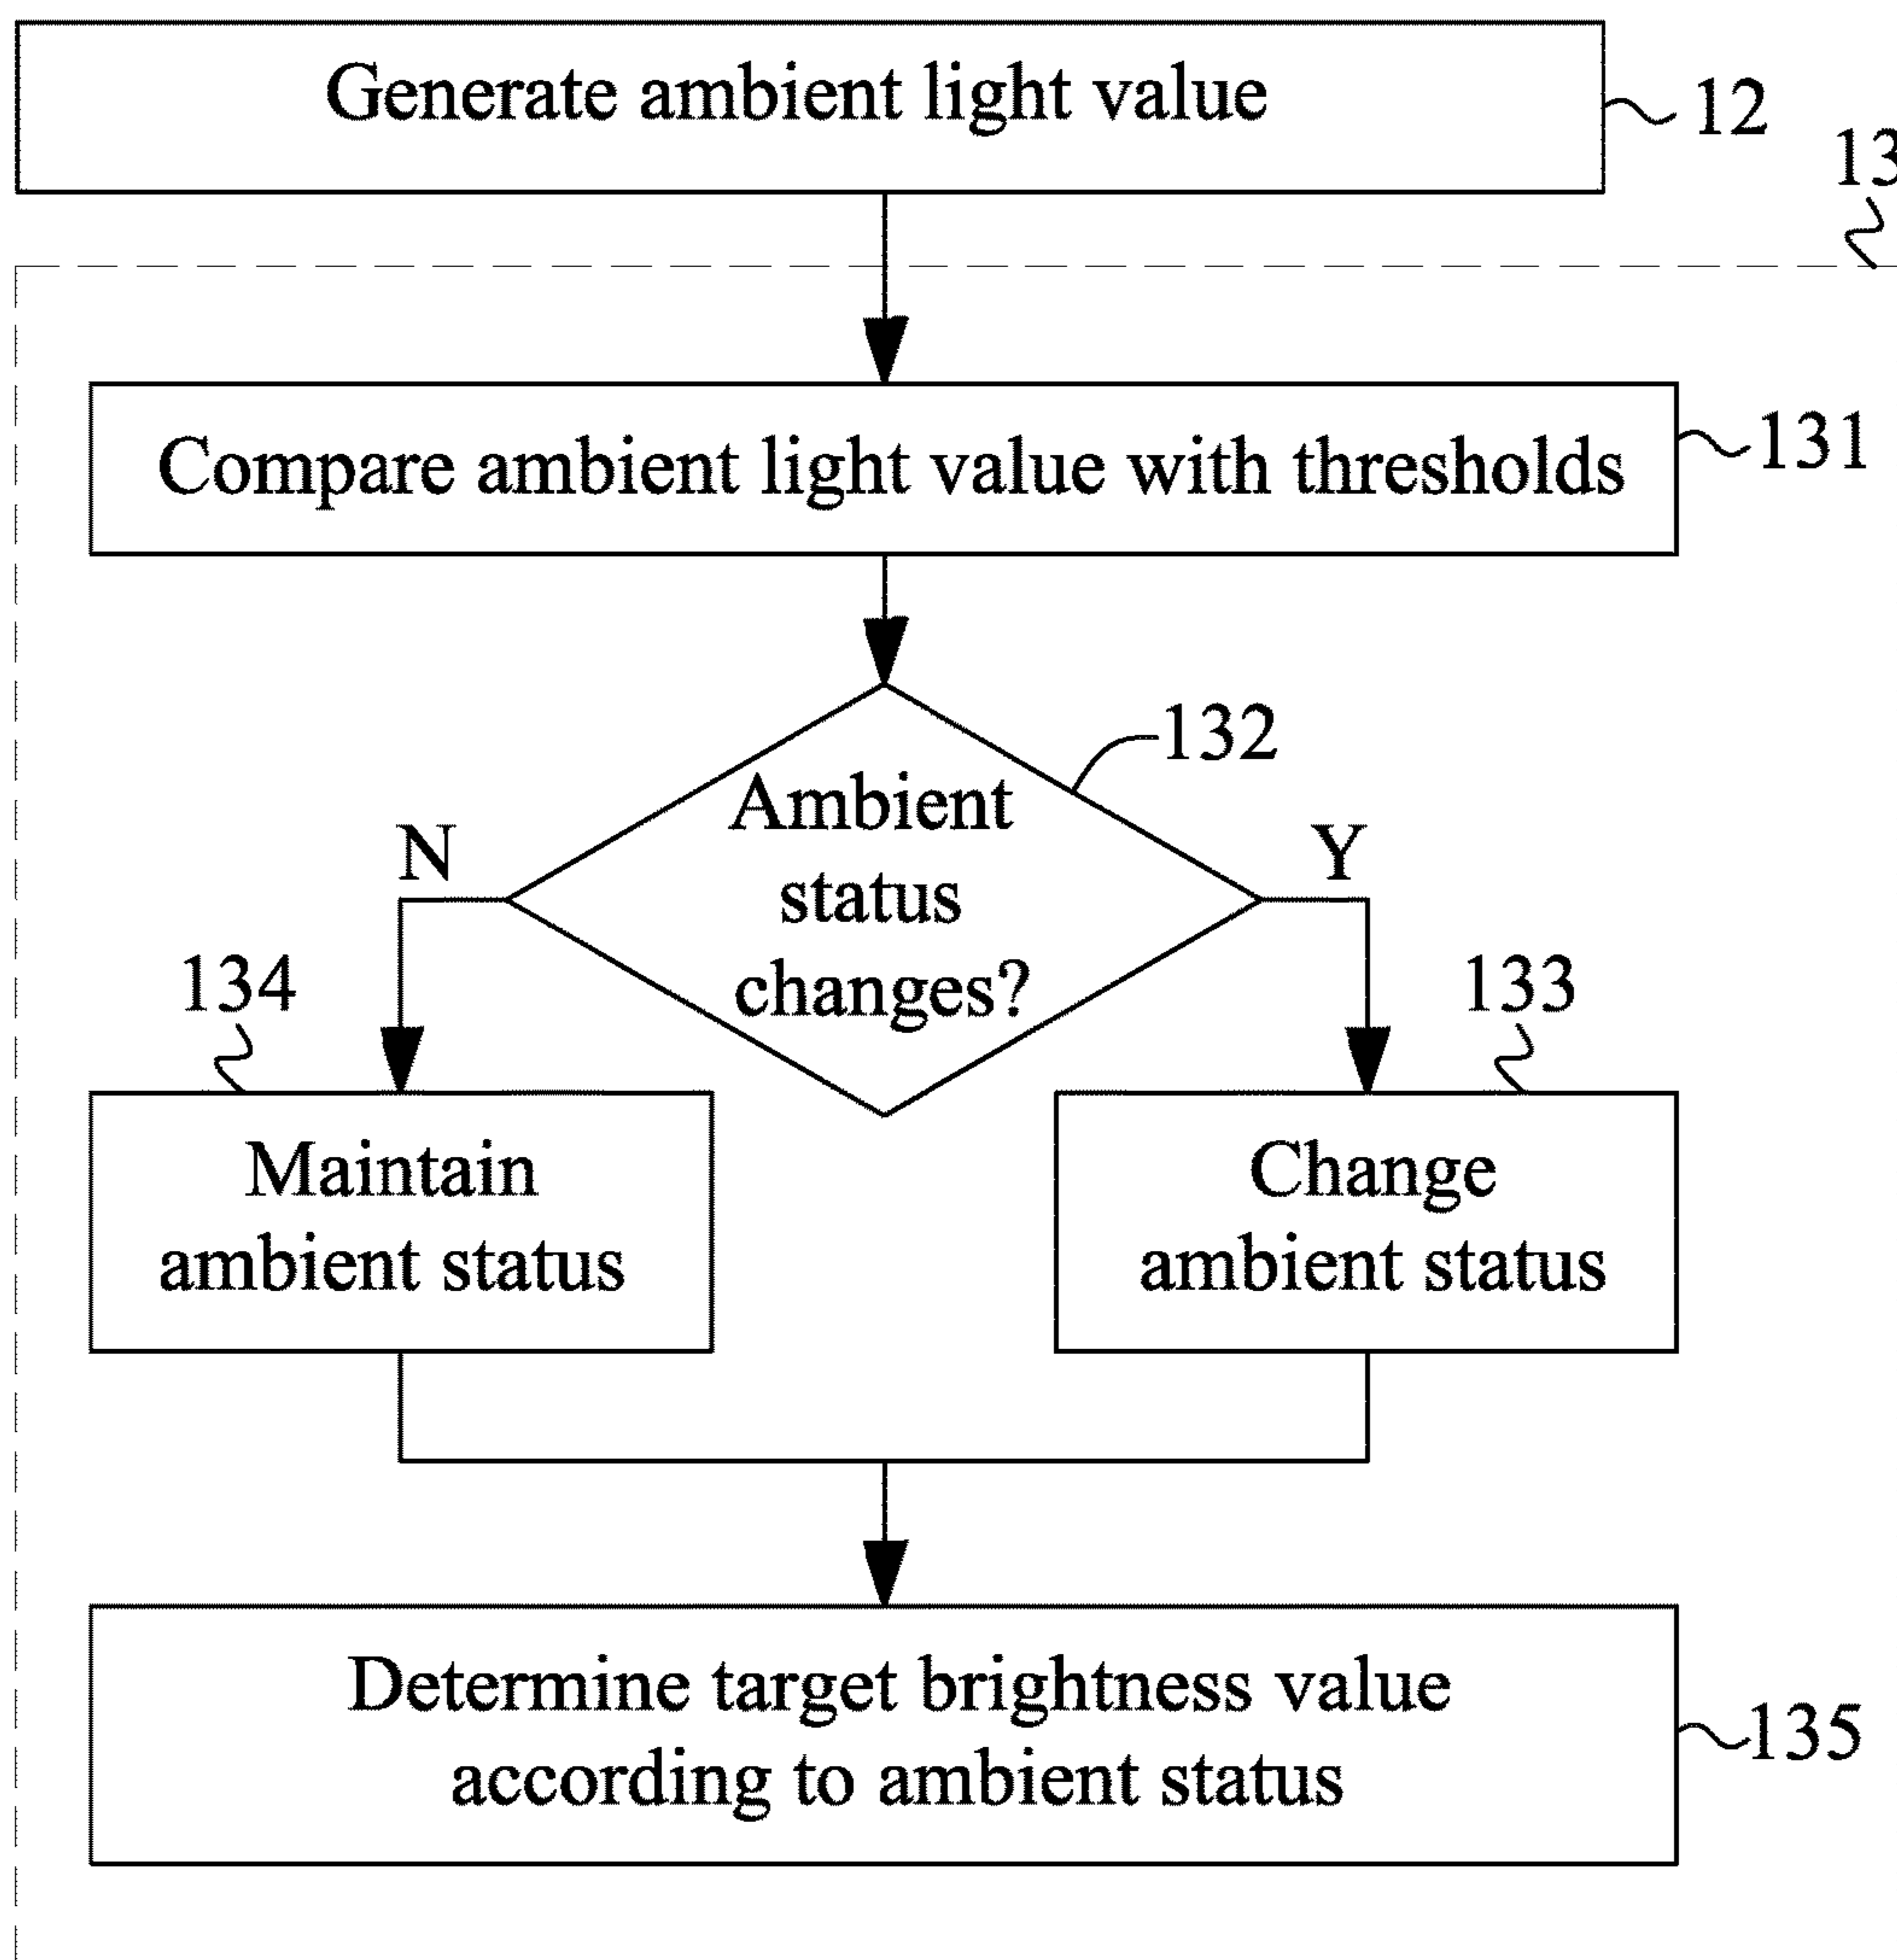 Generate ambient light value
12
13
Compare ambient light value with thresholds
131
132
Ambient
status
changes?
N
Y
134
133
Maintain
ambient status
Change
ambient status
Determine target brightness value
according to ambient status
135